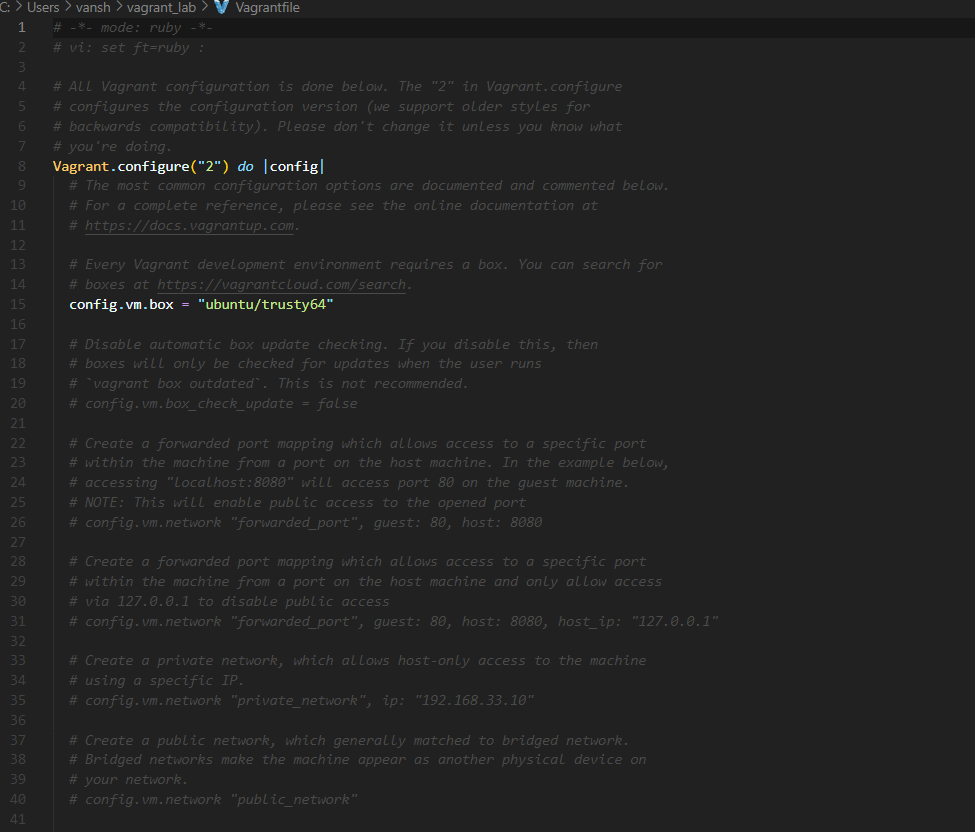 C: > Users > vansh > vagrant_lab > Vagrantfile
1 # -*- mode: ruby -*-
2 # vi: set ft=ruby :
3
4 # All Vagrant configuration is done below. The "2" in Vagrant.configure
5 # configures the configuration version (we support older styles for
6 # backwards compatibility). Please don't change it unless you know what
7 # you're doing.
8 Vagrant.configure("2") do |config|
9 # The most common configuration options are documented and commented below.
10 # For a complete reference, please see the online documentation at
11 # https://docs.vagrantup.com.
12
13 # Every Vagrant development environment requires a box. You can search for
14 # boxes at https://vagrantcloud.com/search.
15 config.vm.box = "ubuntu/trusty64"
16
17 # Disable automatic box update checking. If you disable this, then
18 # boxes will only be checked for updates when the user runs
19 # `vagrant box outdated`. This is not recommended.
20 # config.vm.box_check_update = false
21
22 # Create a forwarded port mapping which allows access to a specific port
23 # within the machine from a port on the host machine. In the example below,
24 # accessing "localhost:8080" will access port 80 on the guest machine.
25 # NOTE: This will enable public access to the opened port
26 # config.vm.network "forwarded_port", guest: 80, host: 8080
27
28 # Create a forwarded port mapping which allows access to a specific port
29 # within the machine from a port on the host machine and only allow access
30 # via 127.0.0.1 to disable public access
31 # config.vm.network "forwarded_port", guest: 80, host: 8080, host_ip: "127.0.0.1"
32
33 # Create a private network, which allows host-only access to the machine
34 # using a specific IP.
35 # config.vm.network "private_network", ip: "192.168.33.10"
36
37 # Create a public network, which generally matched to bridged network.
38 # Bridged networks make the machine appear as another physical device on
39 # your network.
40 # config.vm.network "public_network"
41